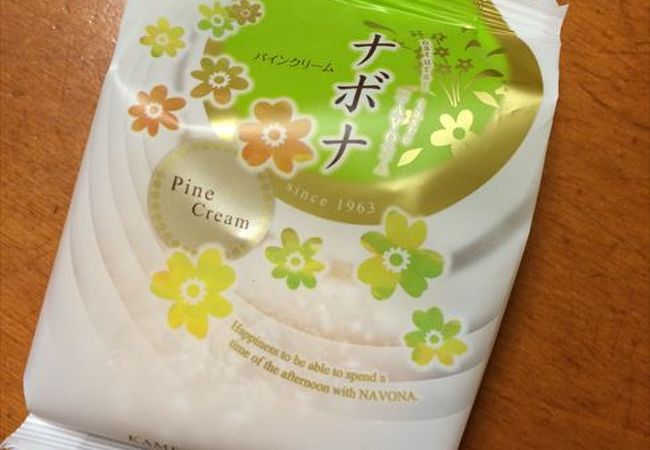 パインクリーム
ナボナ
natural
since 1963
Pine
Cream
Happiness to be able to spend a
time of the afternoon with NAVONA.